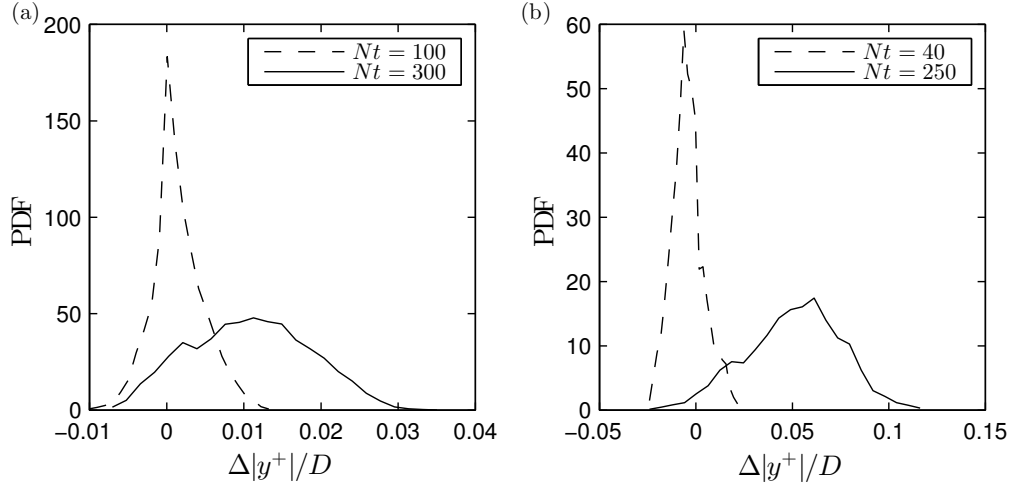 (a)
200
150
100
50
0
−0.01 0 0.01 0.02 0.03 0.04
PDF
Δ|y⁺|/D
Nt = 100
Nt = 300
(b)
60
50
40
30
20
10
0
−0.05 0 0.05 0.1 0.15
PDF
Δ|y⁺|/D
Nt = 40
Nt = 250